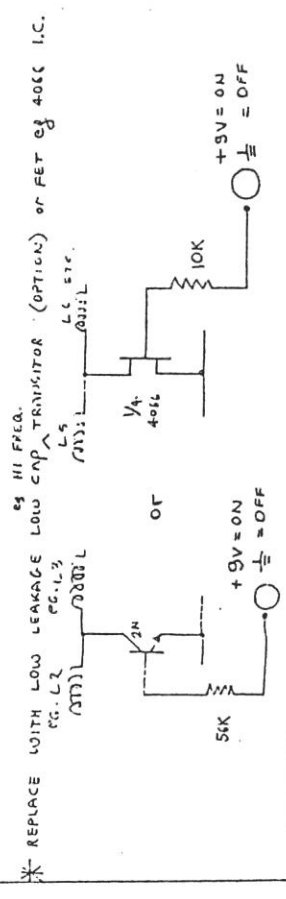 * REPLACE WITH LOW LEAKAGE LOW CAP ^ TRANSITOR (OPTION) OR FET eg 4066 I.C.
eg HI FREQ.
eG. L2
eG. L3
2N
56K
+9V = ON
= OFF
or
L5
L6 ETC.
1/4
4066
10K
+9V = ON
= OFF